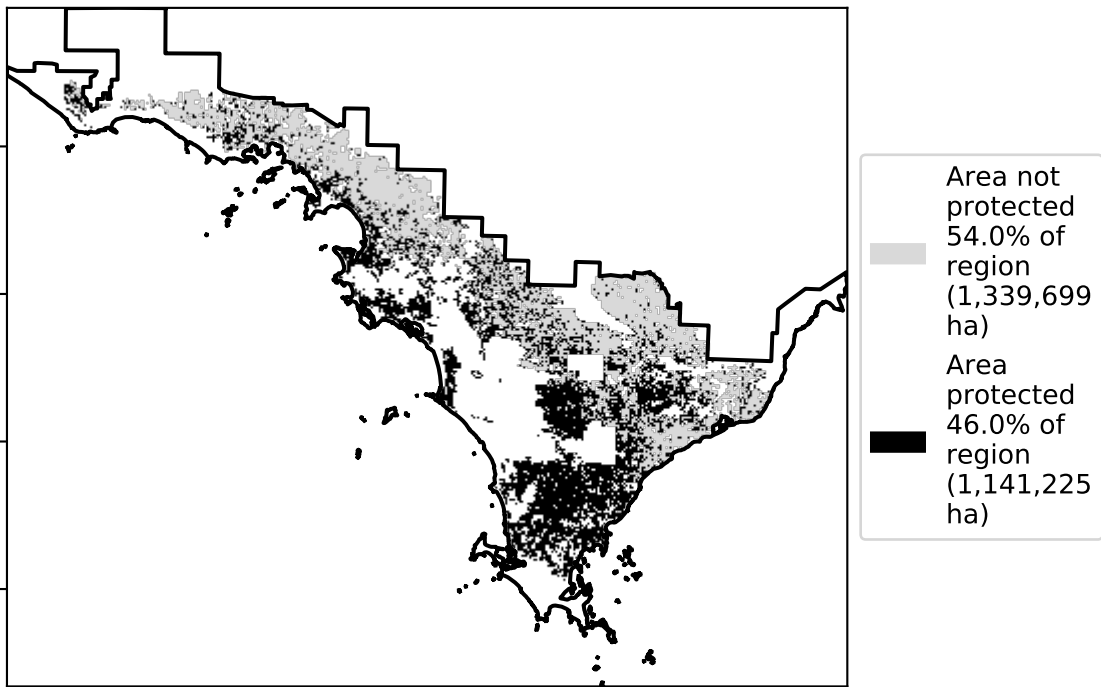 Area not
protected
54.0% of
region
(1,339,699
ha)
Area
protected
46.0% of
region
(1,141,225
ha)